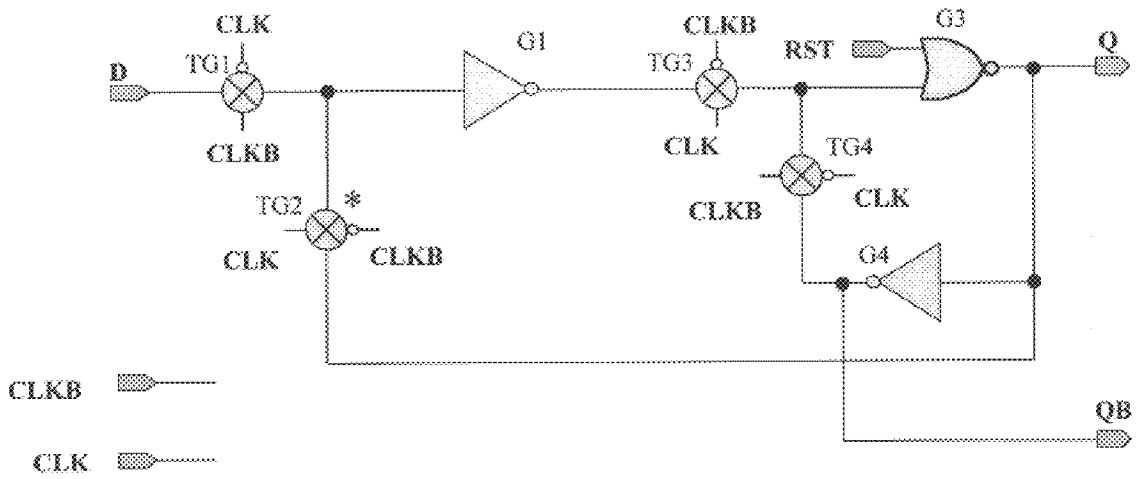 CLK
G1
CLKB
G3
Q
RST
TG1
TG3
D
CLKB
CLK
TG4
TG2
*
CLKB
CLK
CLK
CLKB
G4
CLKB
QB
CLK